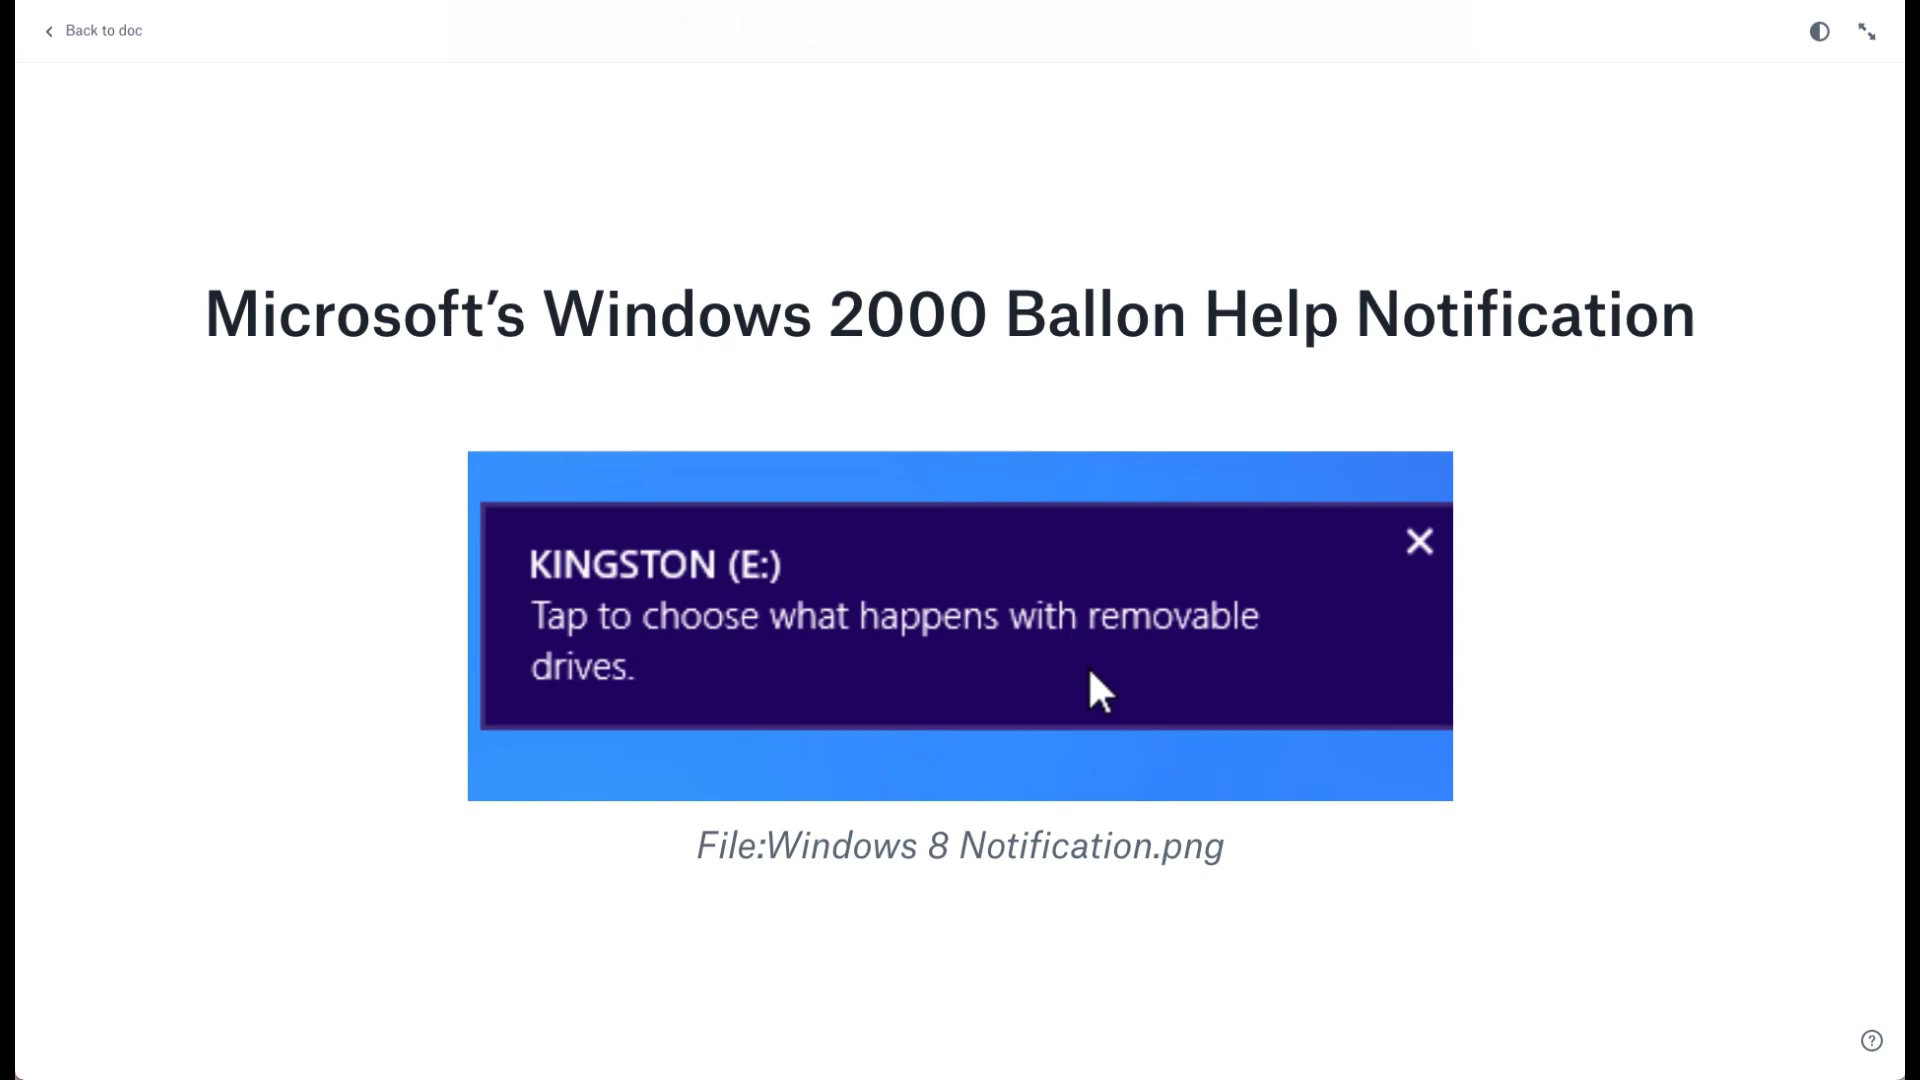 Back to doc
Microsoft’s Windows 2000 Ballon Help Notification
KINGSTON (E:)
Tap to choose what happens with removable
drives.
File:Windows 8 Notification.png